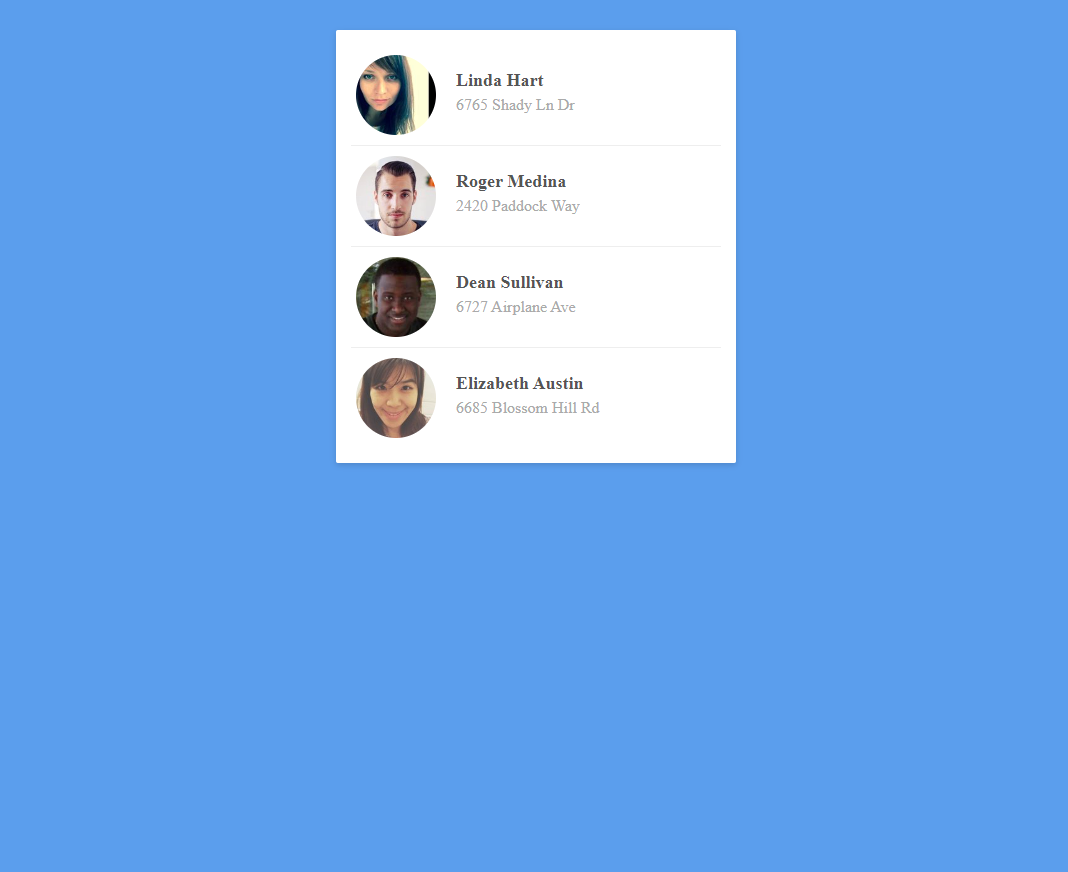 Linda Hart
6765 Shady Ln Dr
Roger Medina
2420 Paddock Way
Dean Sullivan
6727 Airplane Ave
Elizabeth Austin
6685 Blossom Hill Rd